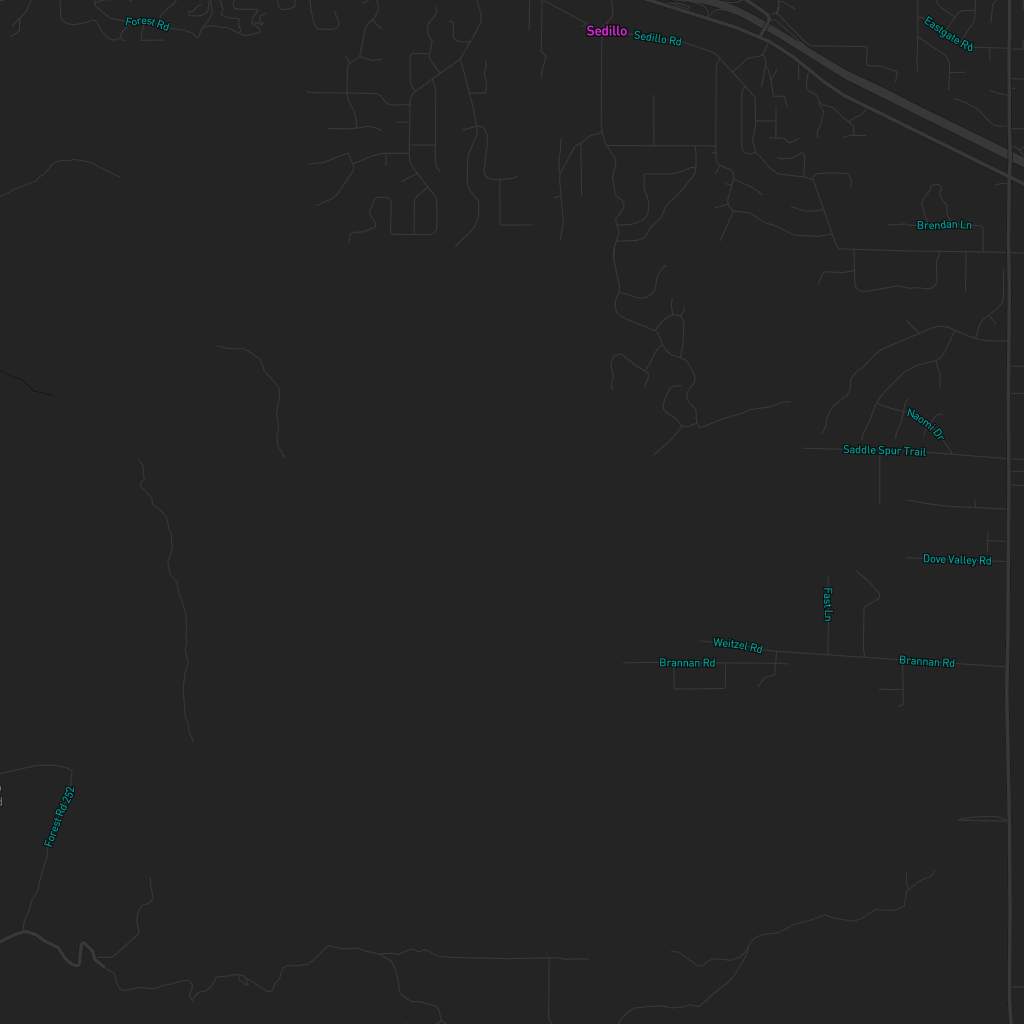 Forest Rd
Sedillo
Sedillo Rd
Eastgate Rd
Brendan Ln
Naomi Dr
Saddle Spur Trail
Dove Valley Rd
Fast Ln
Weitzel Rd
Brannan Rd
Brannan Rd
Forest Rd 252